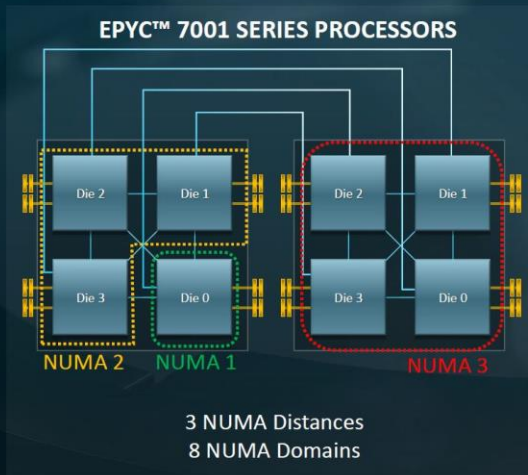 EPYC™ 7001 SERIES PROCESSORS
Die 2 Die 1 Die 2 Die 1
Die 3 Die 0 Die 3 Die 0
NUMA 2 NUMA 1 NUMA 3
3 NUMA Distances
8 NUMA Domains